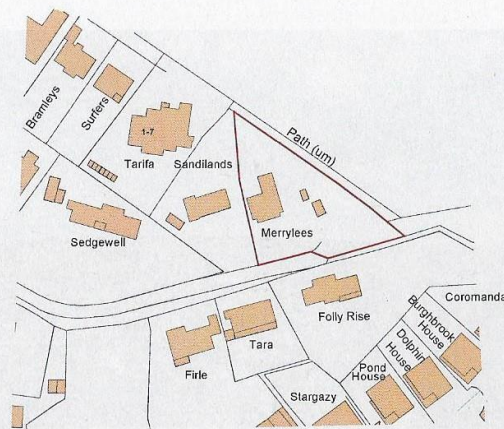 Bramleys
Surfers
1-7
Tarifa
Sandilands
Path (um)
Sedgewell
Merrylees
Coromanda
Burghbrook
House
Dolphin
House
Pond
House
Folly Rise
Tara
Firle
Stargazy